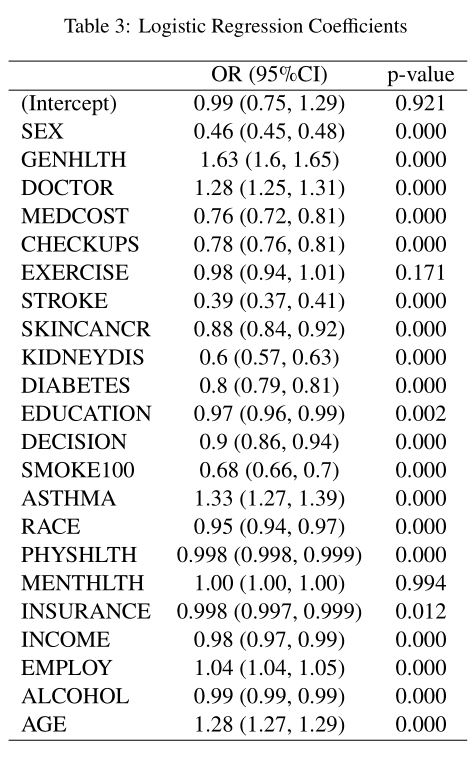 Table 3: Logistic Regression Coefficients
OR (95%CI) p-value
(Intercept) 0.99 (0.75, 1.29) 0.921
SEX 0.46 (0.45, 0.48) 0.000
GENHLTH 1.63 (1.6, 1.65) 0.000
DOCTOR 1.28 (1.25, 1.31) 0.000
MEDCOST 0.76 (0.72, 0.81) 0.000
CHECKUPS 0.78 (0.76, 0.81) 0.000
EXERCISE 0.98 (0.94, 1.01) 0.171
STROKE 0.39 (0.37, 0.41) 0.000
SKINCANCR 0.88 (0.84, 0.92) 0.000
KIDNEYDIS 0.6 (0.57, 0.63) 0.000
DIABETES 0.8 (0.79, 0.81) 0.000
EDUCATION 0.97 (0.96, 0.99) 0.002
DECISION 0.9 (0.86, 0.94) 0.000
SMOKE100 0.68 (0.66, 0.7) 0.000
ASTHMA 1.33 (1.27, 1.39) 0.000
RACE 0.95 (0.94, 0.97) 0.000
PHYSHLTH 0.998 (0.998, 0.999) 0.000
MENTHLTH 1.00 (1.00, 1.00) 0.994
INSURANCE 0.998 (0.997, 0.999) 0.012
INCOME 0.98 (0.97, 0.99) 0.000
EMPLOY 1.04 (1.04, 1.05) 0.000
ALCOHOL 0.99 (0.99, 0.99) 0.000
AGE 1.28 (1.27, 1.29) 0.000